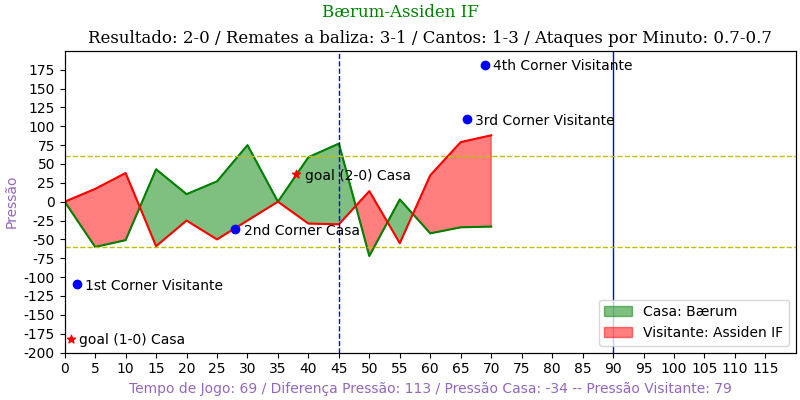 Bærum-Assiden IF
Resultado: 2-0 / Remates a baliza: 3-1 / Cantos: 1-3 / Ataques por Minuto: 0.7-0.7
Pressão
175
150
125
100
75
50
25
0
-25
-50
-75
-100
-125
-150
-175
-200
4th Corner Visitante
3rd Corner Visitante
goal (2-0) Casa
2nd Corner Casa
1st Corner Visitante
goal (1-0) Casa
Casa: Bærum
Visitante: Assiden IF
0 5 10 15 20 25 30 35 40 45 50 55 60 65 70 75 80 85 90 95 100 105 110 115
Tempo de Jogo: 69 / Diferença Pressão: 113 / Pressão Casa: -34 -- Pressão Visitante: 79